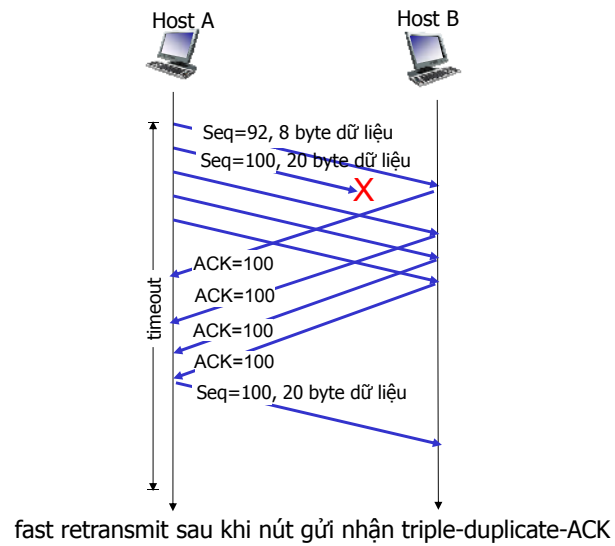 Host A
Host B
Seq=92, 8 byte dữ liệu
Seq=100, 20 byte dữ liệu
X
ACK=100
ACK=100
ACK=100
ACK=100
timeout
Seq=100, 20 byte dữ liệu
fast retransmit sau khi nút gửi nhận triple-duplicate-ACK